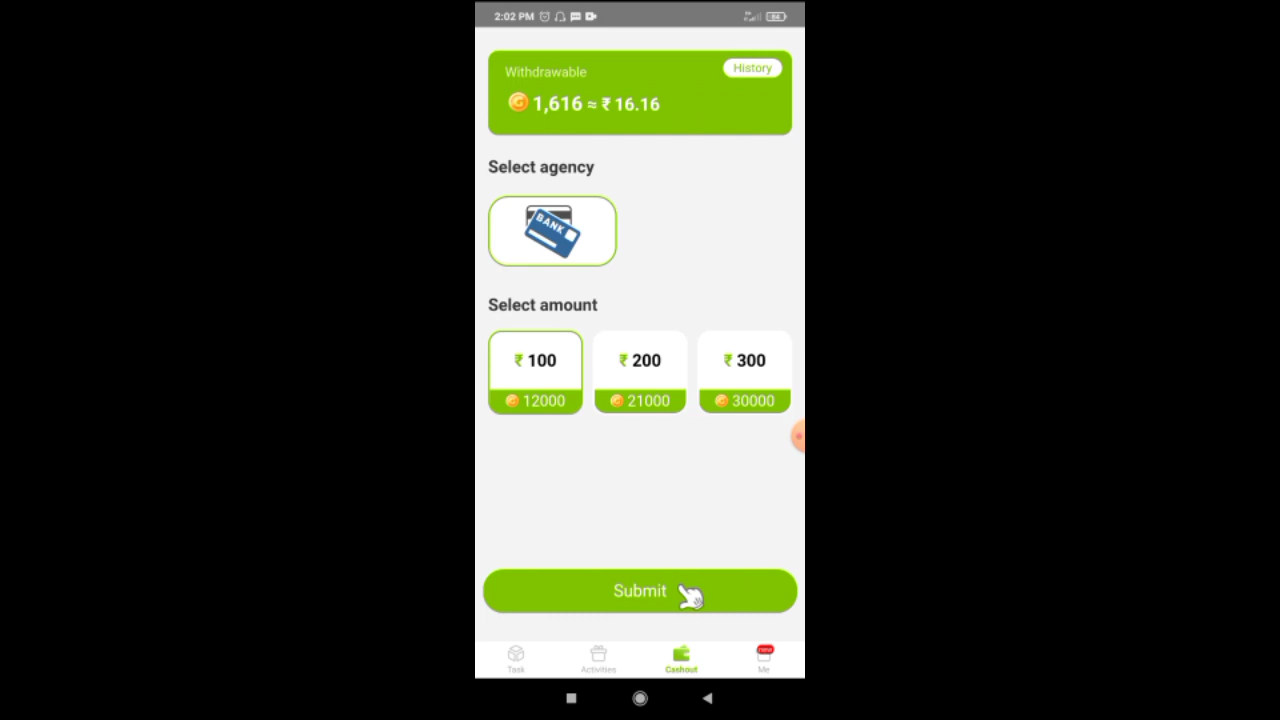 2:02 PM
84
Withdrawable
History
1,616 ≈ ₹ 16.16
Select agency
BANK
Select amount
₹ 100
₹ 200
₹ 300
G 12000
G 21000
G 30000
Submit
Task
Activities
Cashout
new
Me